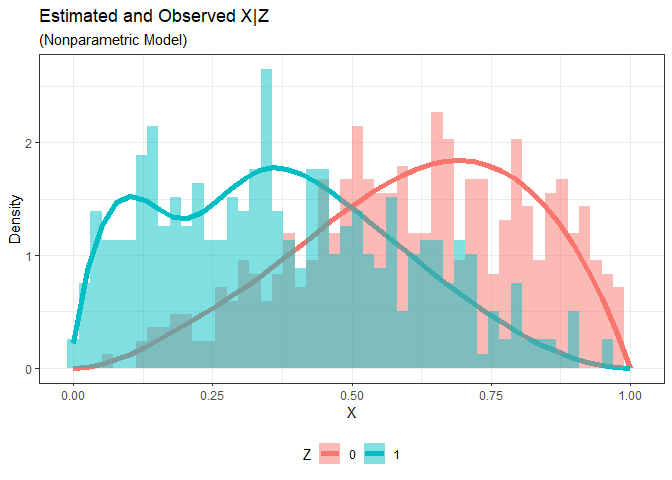 Estimated and Observed X|Z
(Nonparametric Model)
Density
2
1
0
0.00 0.25 0.50 0.75 1.00
X
Z 0 1